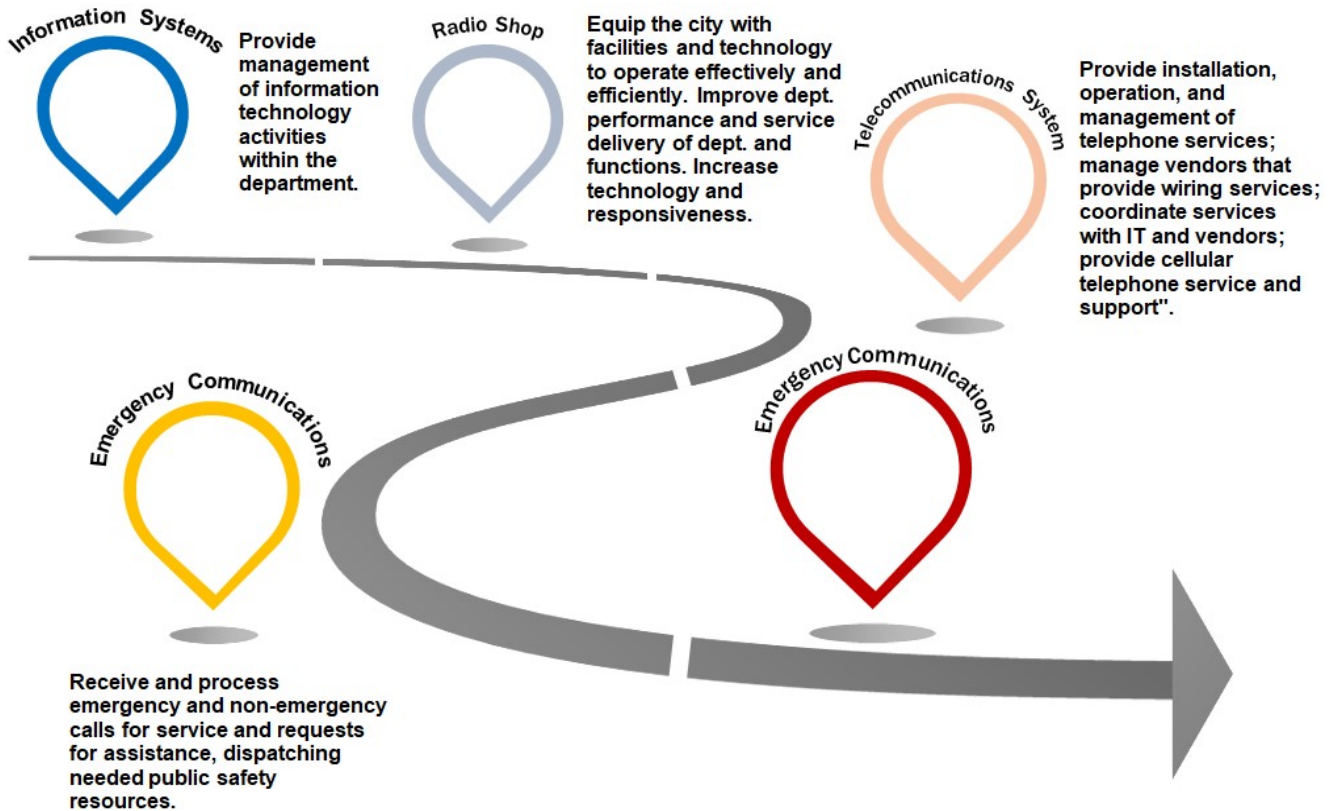 Information Systems
Provide
management
of information
technology
activities
within the
department.
Radio Shop
Equip the city with
facilities and technology
to operate effectively and
efficiently. Improve dept.
performance and service
delivery of dept. and
functions. Increase
technology and
responsiveness.
Telecommunications System
Provide installation,
operation, and
management of
telephone services;
manage vendors that
provide wiring services;
coordinate services
with IT and vendors;
provide cellular
telephone service and
support".
Emergency Communications
Receive and process
emergency and non-emergency
calls for service and requests
for assistance, dispatching
needed public safety
resources.
Emergency Communications